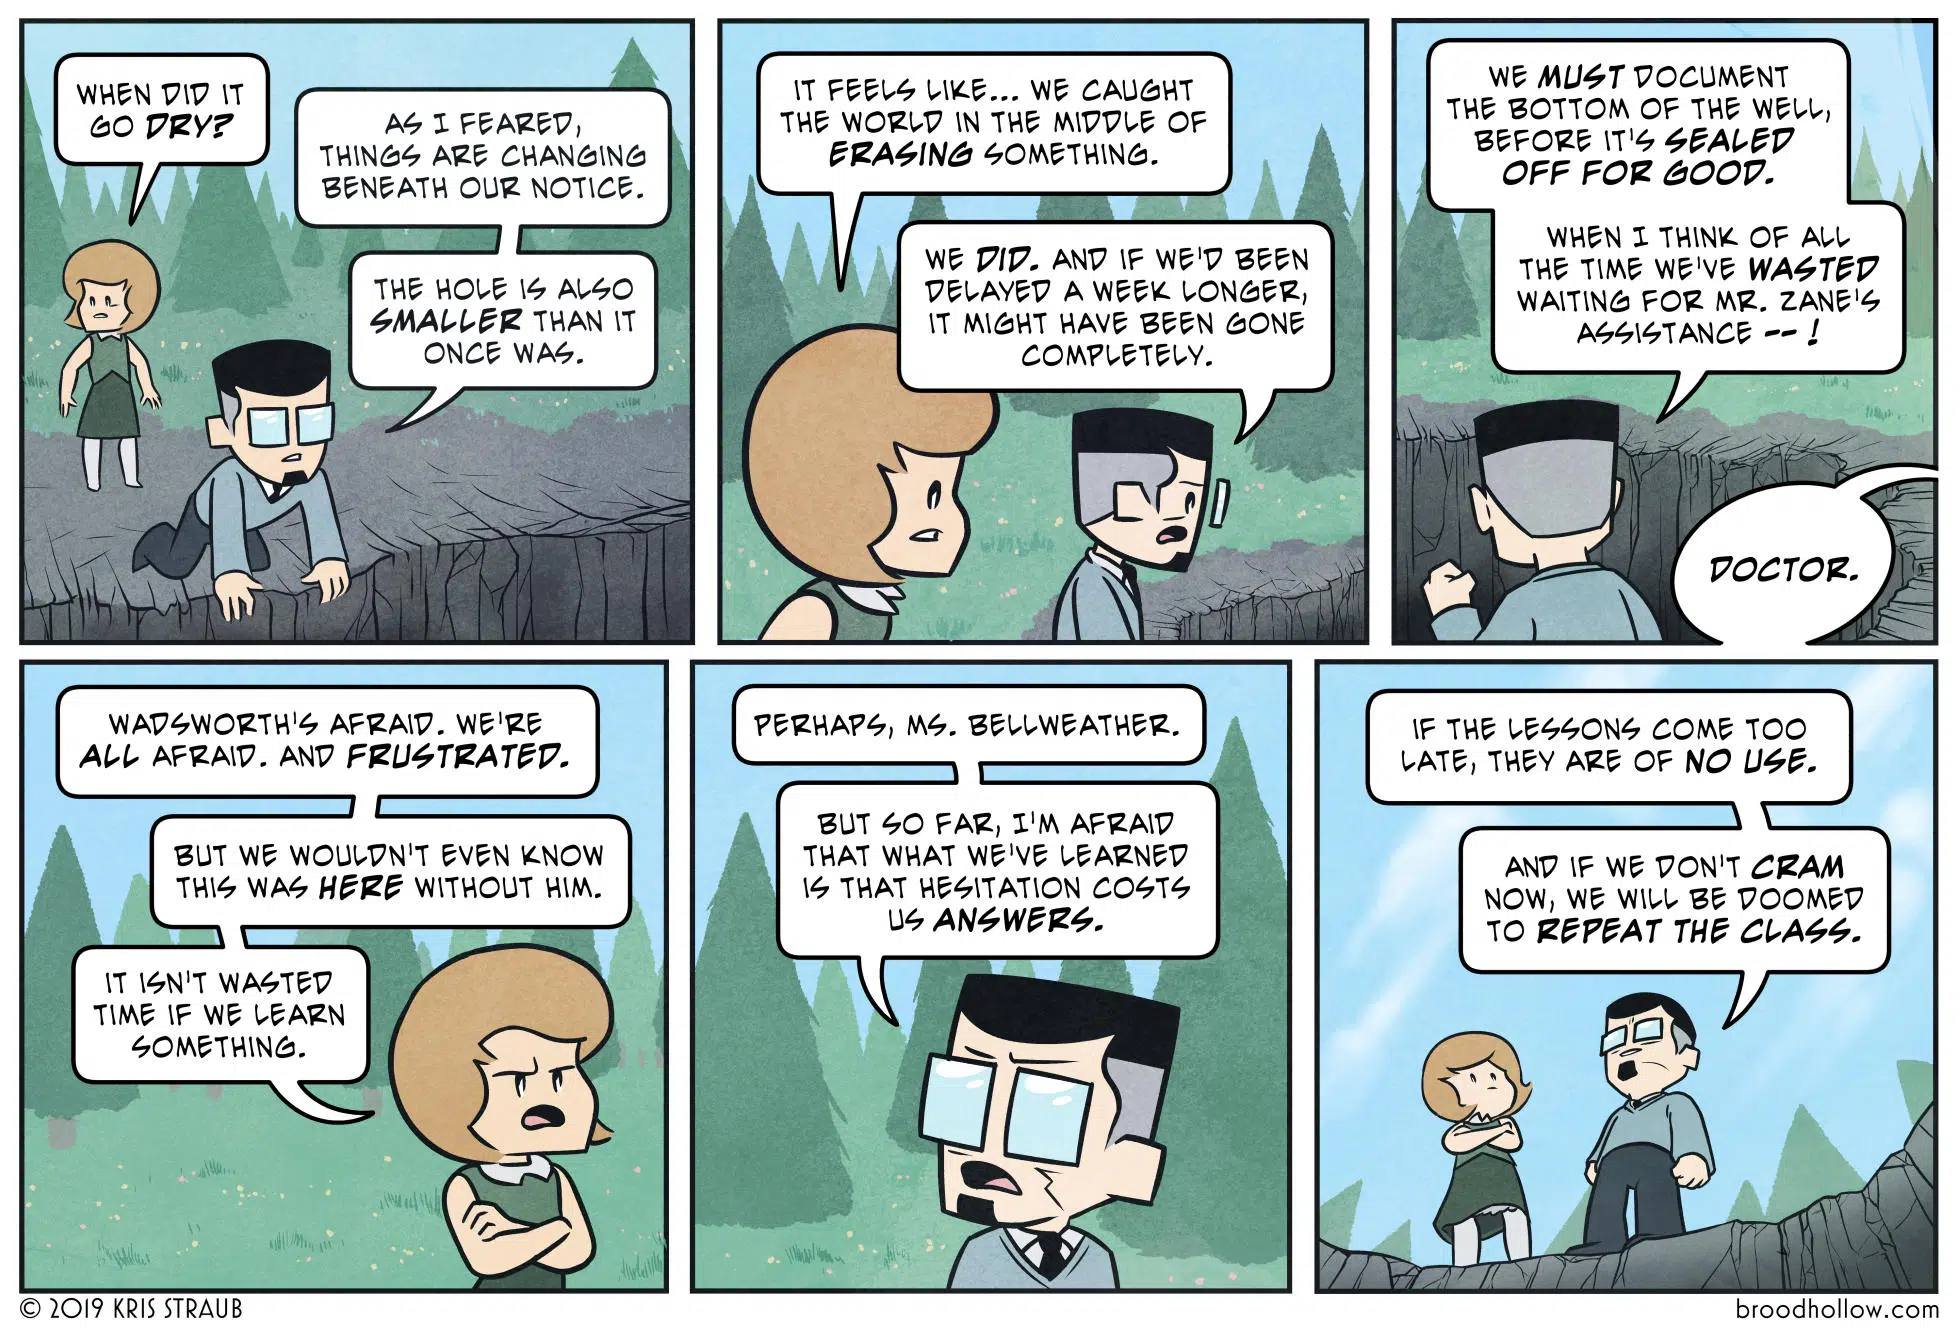 WHEN DID IT
GO DRY?
AS I FEARED,
THINGS ARE CHANGING
BENEATH OUR NOTICE.
THE HOLE IS ALSO
SMALLER THAN IT
ONCE WAS.
IT FEELS LIKE... WE CAUGHT
THE WORLD IN THE MIDDLE OF
ERASING SOMETHING.
WE DID. AND IF WE'D BEEN
DELAYED A WEEK LONGER,
IT MIGHT HAVE BEEN GONE
COMPLETELY.
WE MUST DOCUMENT
THE BOTTOM OF THE WELL,
BEFORE IT'S SEALED
OFF FOR GOOD.
WHEN I THINK OF ALL
THE TIME WE'VE WASTED
WAITING FOR MR. ZANE'S
ASSISTANCE --!
DOCTOR.
WADSWORTH'S AFRAID. WE'RE
ALL AFRAID. AND FRUSTRATED.
BUT WE WOULDN'T EVEN KNOW
THIS WAS HERE WITHOUT HIM.
IT ISN'T WASTED
TIME IF WE LEARN
SOMETHING.
PERHAPS, MS. BELLWEATHER.
BUT SO FAR, I'M AFRAID
THAT WHAT WE'VE LEARNED
IS THAT HESITATION COSTS
US ANSWERS.
IF THE LESSONS COME TOO
LATE, THEY ARE OF NO USE.
AND IF WE DON'T CRAM
NOW, WE WILL BE DOOMED
TO REPEAT THE CLASS.
© 2019 KRIS STRAUB
broodhollow.com